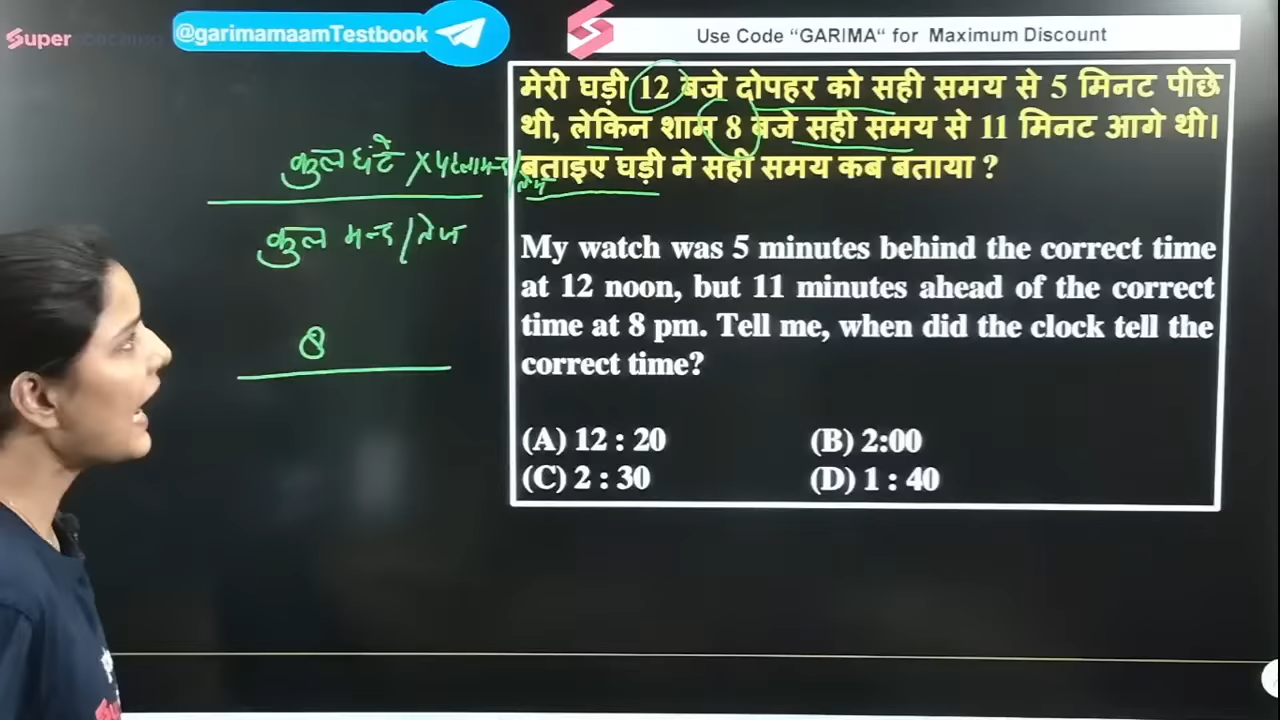 Super
@garimamaamTestbook
Use Code “GARIMA“ for Maximum Discount
मेरी घड़ी 12 बजे दोपहर को सही समय से 5 मिनट पीछे
थी, लेकिन शाम 8 बजे सही समय से 11 मिनट आगे थी।
बताइए घड़ी ने सही समय कब बताया ?
My watch was 5 minutes behind the correct time
at 12 noon, but 11 minutes ahead of the correct
time at 8 pm. Tell me, when did the clock tell the
correct time?
(A) 12 : 20 (B) 2:00
(C) 2 : 30 (D) 1 : 40
कुल घंटे × पहला मन्द/तेज
कुल मन्द/तेज
8